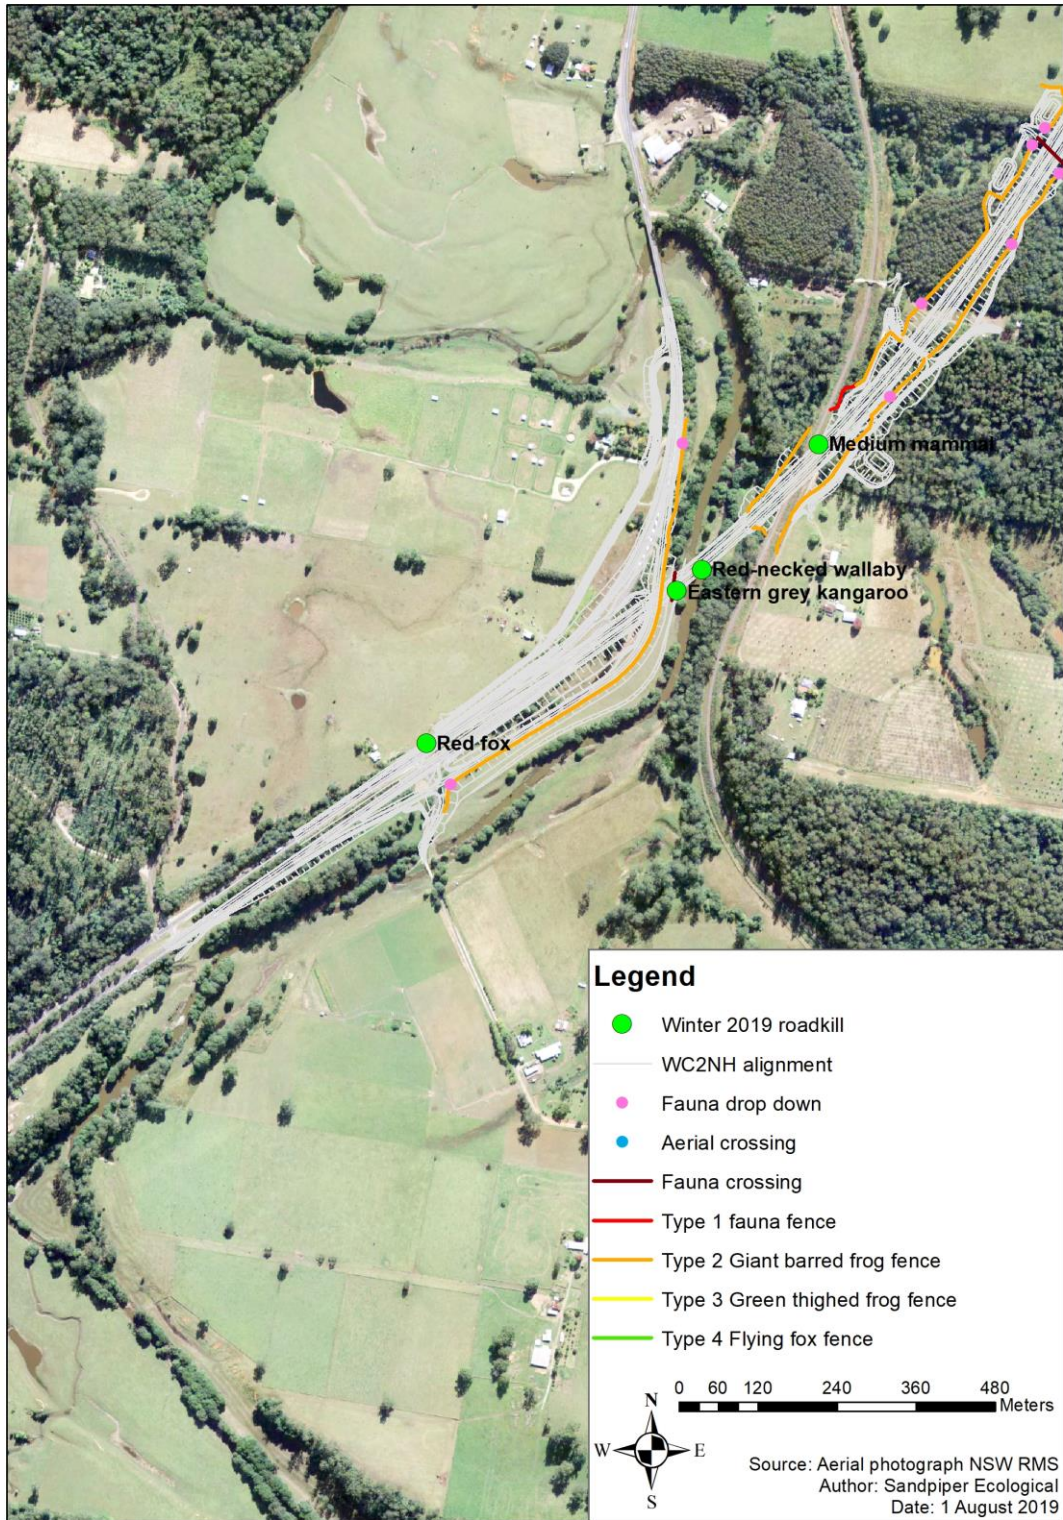 Medium mammal
Red-necked wallaby
Eastern grey kangaroo
Red fox
Legend
Winter 2019 roadkill
WC2NH alignment
Fauna drop down
Aerial crossing
Fauna crossing
Type 1 fauna fence
Type 2 Giant barred frog fence
Type 3 Green thighed frog fence
Type 4 Flying fox fence
0 60 120 240 360 480
Meters
N
W E
S
Source: Aerial photograph NSW RMS
Author: Sandpiper Ecological
Date: 1 August 2019